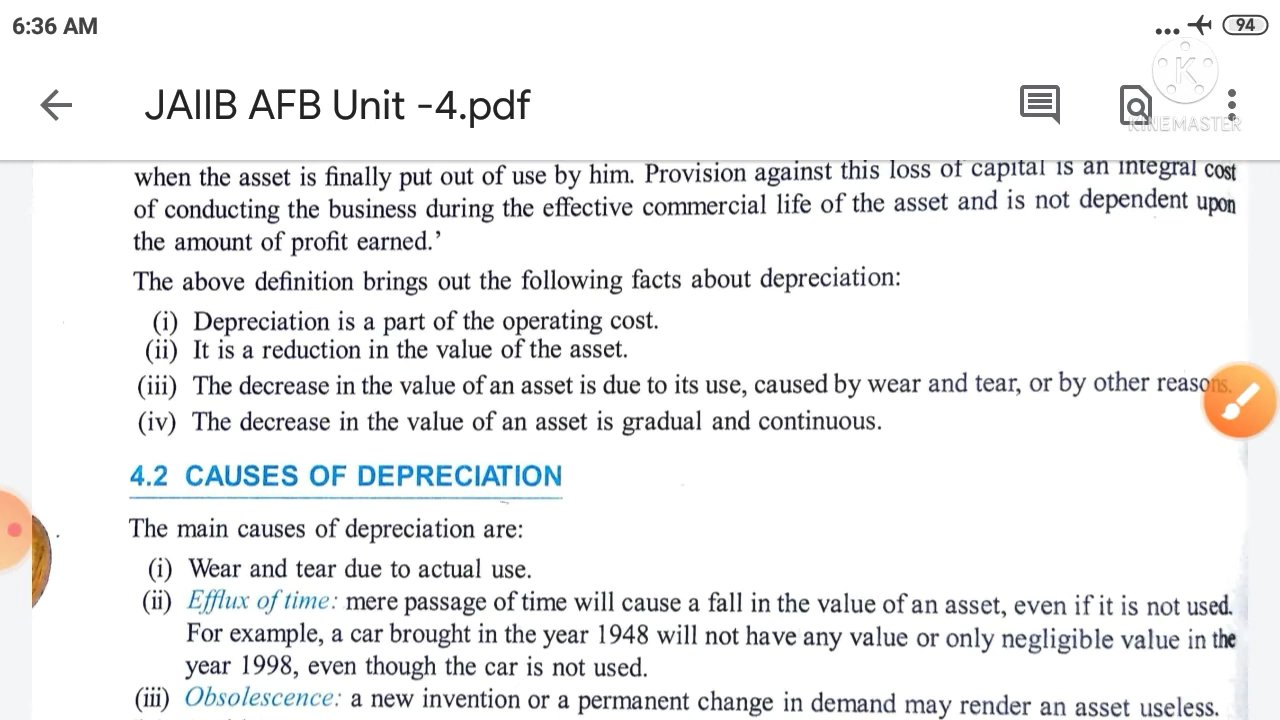 6:36 AM
94
JAIIB AFB Unit -4.pdf
K
KINEMASTER
when the asset is finally put out of use by him. Provision against this loss of capital is an integral cost
of conducting the business during the effective commercial life of the asset and is not dependent upon
the amount of profit earned.’
The above definition brings out the following facts about depreciation:
(i) Depreciation is a part of the operating cost.
(ii) It is a reduction in the value of the asset.
(iii) The decrease in the value of an asset is due to its use, caused by wear and tear, or by other reasons.
(iv) The decrease in the value of an asset is gradual and continuous.
4.2 CAUSES OF DEPRECIATION
The main causes of depreciation are:
(i) Wear and tear due to actual use.
(ii) Efflux of time: mere passage of time will cause a fall in the value of an asset, even if it is not used.
For example, a car brought in the year 1948 will not have any value or only negligible value in the
year 1998, even though the car is not used.
(iii) Obsolescence: a new invention or a permanent change in demand may render an asset useless.